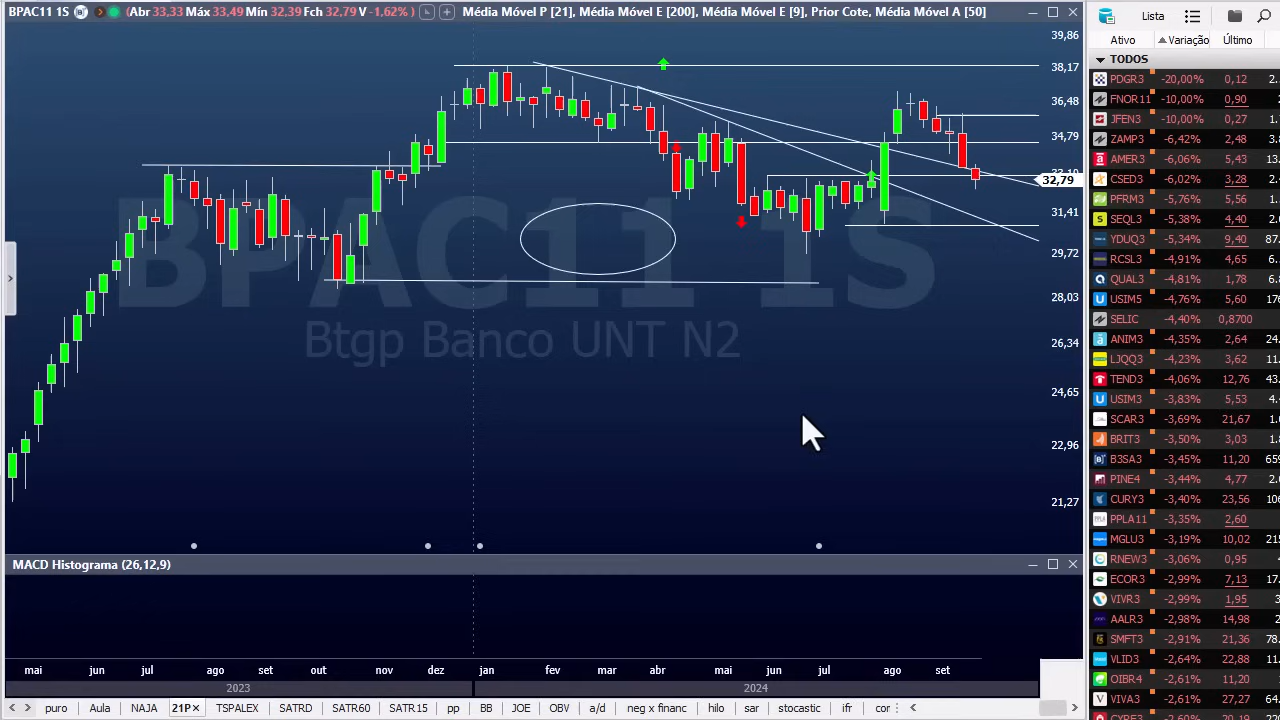 BPAC11 1S (Abr 33,33 Máx 33,49 Mín 32,39 Fch 32,79 V -1,62% ) Média Móvel P [21], Média Móvel E [200], Média Móvel E [9], Prior Cote, Média Móvel A [50]
39,86
38,17
36,48
34,79
32,79
31,41
29,72
28,03
26,34
24,65
22,96
21,27
BPAC11 1S
Btgp Banco UNT N2
MACD Histograma (26,12,9)
mai jun jul ago set out nov dez jan fev mar abr mai jun jul ago set
2023 2024
puro Aula NAJA 21P× SATR60 pp neg x finanv a/d hilo sar stochastic ifr
Lista
Ativo Variação Último
TODOS
PDGR3 -20,00% 0,12
FNOR11 -10,00% 0,90
JFEN3 -10,00% 0,27
ZAMP3 -6,42% 2,48
AMER3 -6,06% 5,43
CSED3 -6,02% 3,28
PFRM3 -5,76% 5,56
SEQL3 -5,38% 4,40
YDUQ3 -5,34% 9,40
RCSL3 -4,91% 4,65
QUAL3 -4,81% 1,78
USIM5 -4,76% 5,60
SELIC -4,40% 0,8700
ANIM3 -4,35% 2,64
LJQQ3 -4,23% 3,62
TEND3 -4,06% 12,76
USIM3 -3,83% 5,53
SCAR3 -3,69% 21,67
BRIT3 -3,50% 3,03
B3SA3 -3,45% 11,20
PINE4 -3,44% 4,77
CURY3 -3,40% 23,56
PPLA11 -3,35% 2,60
MGLU3 -3,19% 10,02
RNEW3 -3,06% 0,95
ECOR3 -2,99% 7,13
VIVR3 -2,99% 1,95
AALR3 -2,98% 14,98
SMFT3 -2,91% 21,36
VLID3 -2,64% 22,88
OIBR4 -2,61% 11,20
VIVA3 -2,61% 27,27